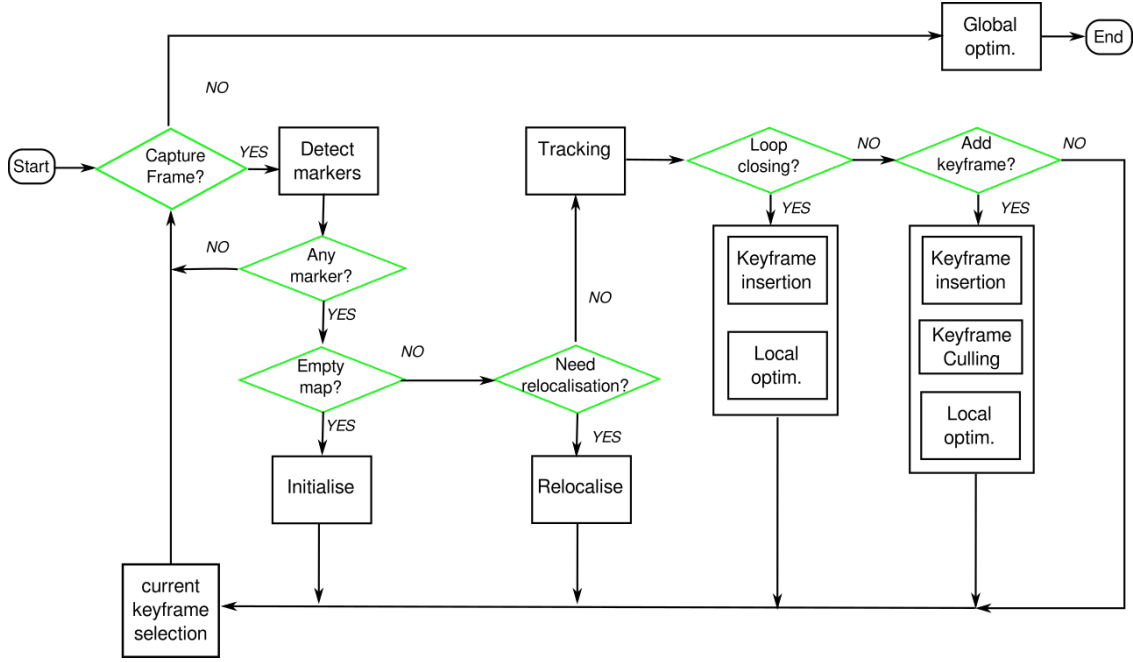 Global
optim.
End
NO
Start
Capture
Frame?
YES
Detect
markers
Tracking
Loop
closing?
NO
Add
keyframe?
NO
YES
YES
NO
Any
marker?
Keyframe
insertion
Keyframe
insertion
YES
NO
Keyframe
Culling
Empty
map?
NO
Need
relocalisation?
Local
optim.
YES
YES
Local
optim.
Initialise
Relocalise
current
keyframe
selection